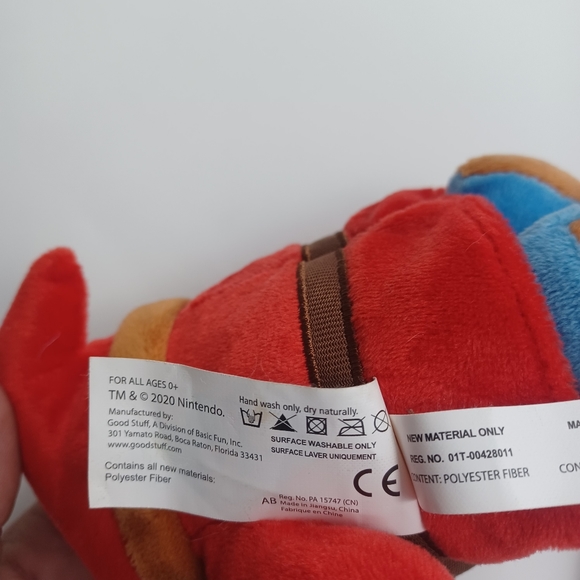 FOR ALL AGES 0+
TM & © 2020 Nintendo.
Manufactured by:
Good Stuff, A Division of Basic Fun, Inc.
301 Yamato Road, Boca Raton, Florida 33431
www.goodstuff.com
Contains all new materials:
Polyester Fiber
Hand wash only, dry naturally.
SURFACE WASHABLE ONLY
SURFACE LAVER UNIQUEMENT
CE
AB Reg. No. PA 15747 (CN)
Made in Jiangsu, China
Fabriqué en Chine
NEW MATERIAL ONLY
REG. NO. 01T-00428011
CONTENT: POLYESTER FIBER
MA
CON